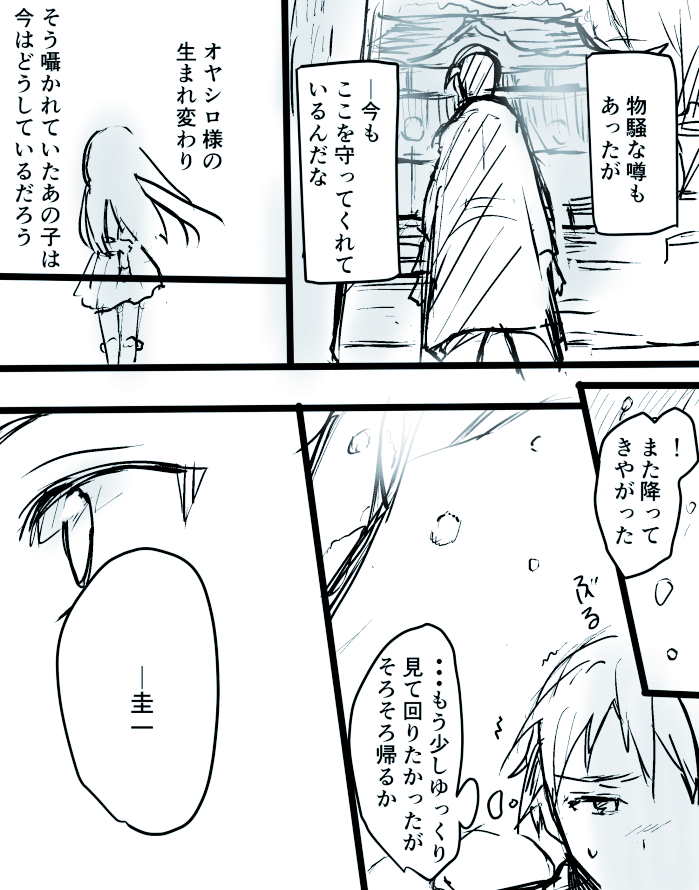 物騒な噂も
あったが
―今も
ここを守ってくれて
いるんだな
オヤシロ様の
生まれ変わり
そう囁かれていたあの子は
今はどうしているだろう
！
また降って
きやがった
ぶる
・・・もう少しゆっくり
見て回りたかったが
そろそろ帰るか
―圭一